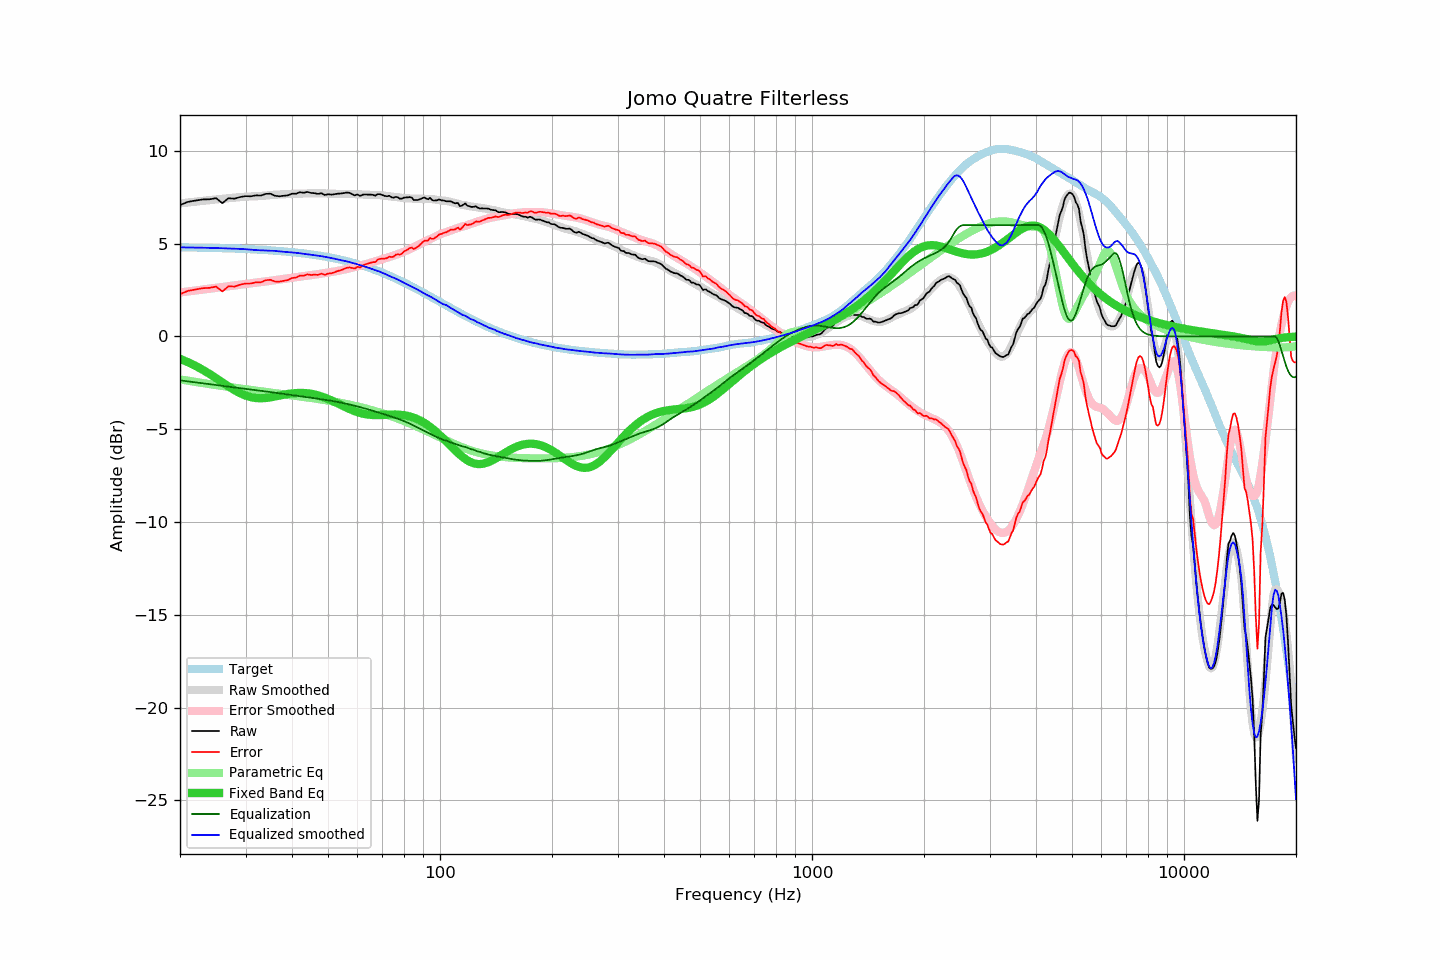 Jomo Quatre Filterless
Amplitude (dBr)
10
5
0
−5
−10
−15
−20
−25
Target
Raw Smoothed
Error Smoothed
Raw
Error
Parametric Eq
Fixed Band Eq
Equalization
Equalized smoothed
100
1000
10000
Frequency (Hz)